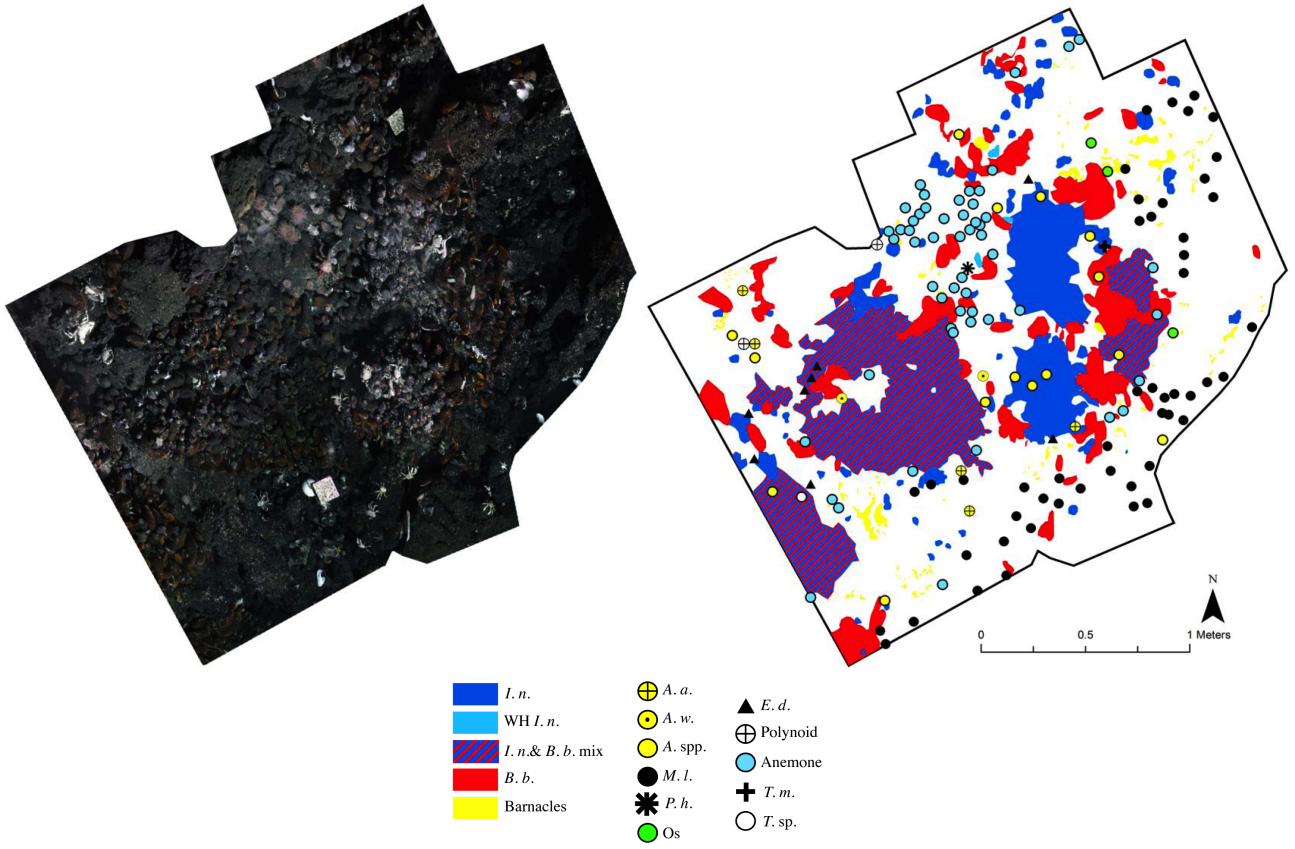 N
0 0.5 1 Meters
I. n.
WH I. n.
I. n.& B. b. mix
B. b.
Barnacles
A. a.
A. w.
A. spp.
M. l.
P. h.
Os
E. d.
Polynoid
Anemone
T. m.
T. sp.